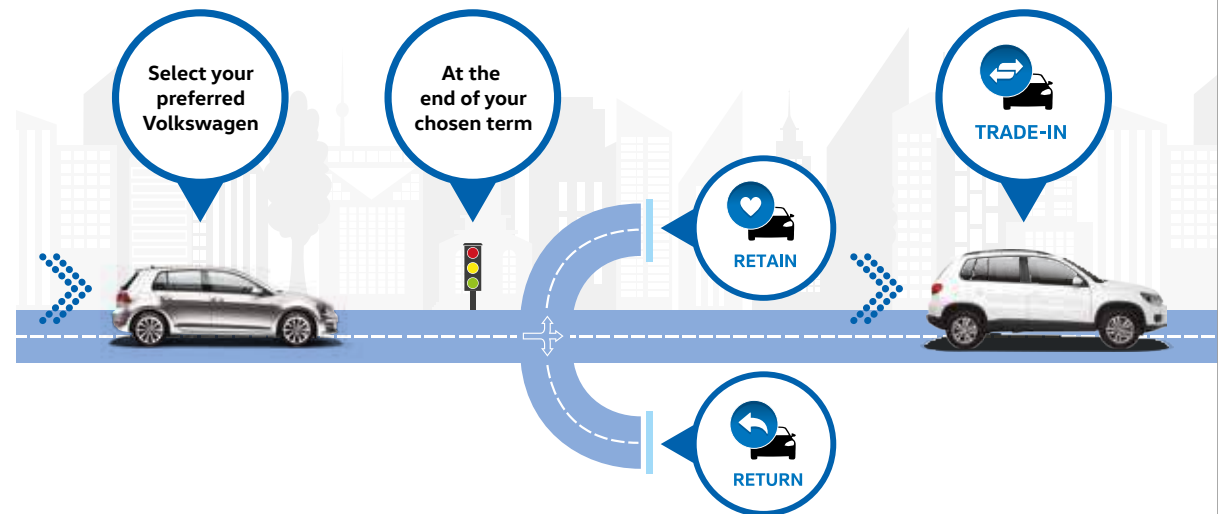 Select your
preferred
Volkswagen
At the
end of your
chosen term
RETAIN
RETURN
TRADE-IN